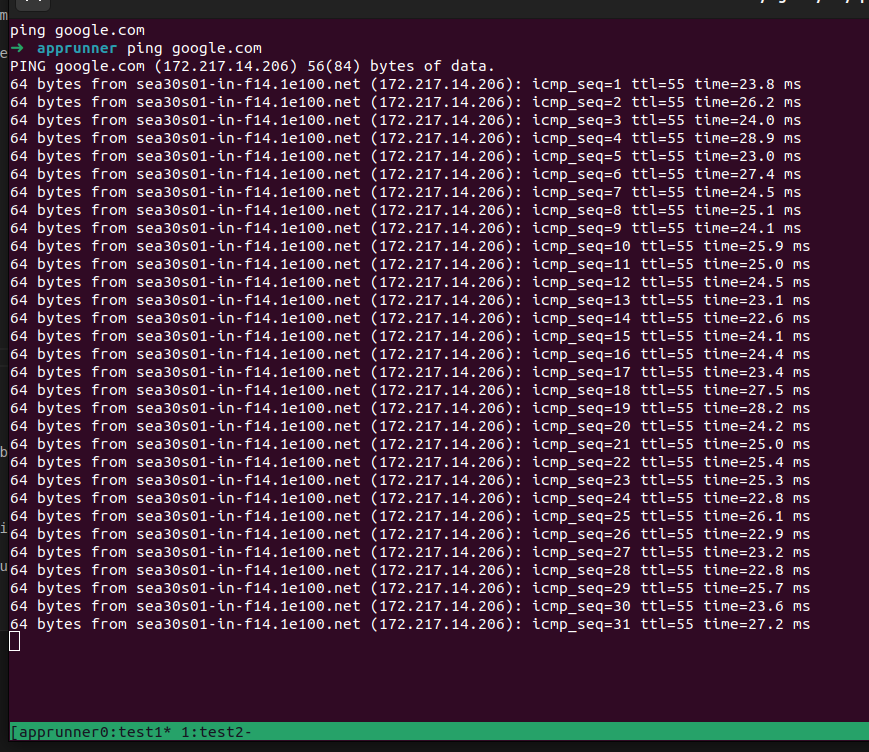 ping google.com
➜ apprunner ping google.com
PING google.com (172.217.14.206) 56(84) bytes of data.
64 bytes from sea30s01-in-f14.1e100.net (172.217.14.206): icmp_seq=1 ttl=55 time=23.8 ms
64 bytes from sea30s01-in-f14.1e100.net (172.217.14.206): icmp_seq=2 ttl=55 time=26.2 ms
64 bytes from sea30s01-in-f14.1e100.net (172.217.14.206): icmp_seq=3 ttl=55 time=24.0 ms
64 bytes from sea30s01-in-f14.1e100.net (172.217.14.206): icmp_seq=4 ttl=55 time=28.9 ms
64 bytes from sea30s01-in-f14.1e100.net (172.217.14.206): icmp_seq=5 ttl=55 time=23.0 ms
64 bytes from sea30s01-in-f14.1e100.net (172.217.14.206): icmp_seq=6 ttl=55 time=27.4 ms
64 bytes from sea30s01-in-f14.1e100.net (172.217.14.206): icmp_seq=7 ttl=55 time=24.5 ms
64 bytes from sea30s01-in-f14.1e100.net (172.217.14.206): icmp_seq=8 ttl=55 time=25.1 ms
64 bytes from sea30s01-in-f14.1e100.net (172.217.14.206): icmp_seq=9 ttl=55 time=24.1 ms
64 bytes from sea30s01-in-f14.1e100.net (172.217.14.206): icmp_seq=10 ttl=55 time=25.9 ms
64 bytes from sea30s01-in-f14.1e100.net (172.217.14.206): icmp_seq=11 ttl=55 time=25.0 ms
64 bytes from sea30s01-in-f14.1e100.net (172.217.14.206): icmp_seq=12 ttl=55 time=24.5 ms
64 bytes from sea30s01-in-f14.1e100.net (172.217.14.206): icmp_seq=13 ttl=55 time=23.1 ms
64 bytes from sea30s01-in-f14.1e100.net (172.217.14.206): icmp_seq=14 ttl=55 time=22.6 ms
64 bytes from sea30s01-in-f14.1e100.net (172.217.14.206): icmp_seq=15 ttl=55 time=24.1 ms
64 bytes from sea30s01-in-f14.1e100.net (172.217.14.206): icmp_seq=16 ttl=55 time=24.4 ms
64 bytes from sea30s01-in-f14.1e100.net (172.217.14.206): icmp_seq=17 ttl=55 time=23.4 ms
64 bytes from sea30s01-in-f14.1e100.net (172.217.14.206): icmp_seq=18 ttl=55 time=27.5 ms
64 bytes from sea30s01-in-f14.1e100.net (172.217.14.206): icmp_seq=19 ttl=55 time=28.2 ms
64 bytes from sea30s01-in-f14.1e100.net (172.217.14.206): icmp_seq=20 ttl=55 time=24.2 ms
64 bytes from sea30s01-in-f14.1e100.net (172.217.14.206): icmp_seq=21 ttl=55 time=25.0 ms
64 bytes from sea30s01-in-f14.1e100.net (172.217.14.206): icmp_seq=22 ttl=55 time=25.4 ms
64 bytes from sea30s01-in-f14.1e100.net (172.217.14.206): icmp_seq=23 ttl=55 time=25.3 ms
64 bytes from sea30s01-in-f14.1e100.net (172.217.14.206): icmp_seq=24 ttl=55 time=22.8 ms
64 bytes from sea30s01-in-f14.1e100.net (172.217.14.206): icmp_seq=25 ttl=55 time=26.1 ms
64 bytes from sea30s01-in-f14.1e100.net (172.217.14.206): icmp_seq=26 ttl=55 time=22.9 ms
64 bytes from sea30s01-in-f14.1e100.net (172.217.14.206): icmp_seq=27 ttl=55 time=23.2 ms
64 bytes from sea30s01-in-f14.1e100.net (172.217.14.206): icmp_seq=28 ttl=55 time=22.8 ms
64 bytes from sea30s01-in-f14.1e100.net (172.217.14.206): icmp_seq=29 ttl=55 time=25.7 ms
64 bytes from sea30s01-in-f14.1e100.net (172.217.14.206): icmp_seq=30 ttl=55 time=23.6 ms
64 bytes from sea30s01-in-f14.1e100.net (172.217.14.206): icmp_seq=31 ttl=55 time=27.2 ms
[apprunner0:test1* 1:test2-